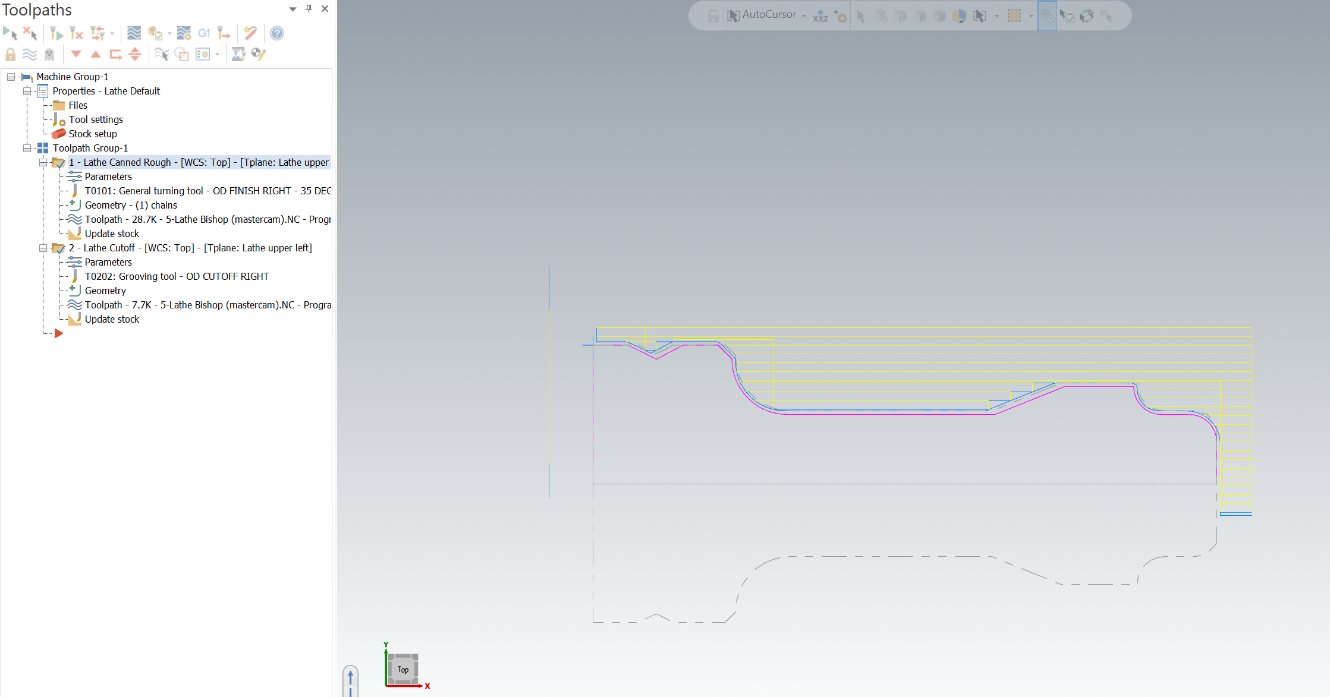 Toolpaths
AutoCursor
XYZ
G1
Machine Group-1
Properties - Lathe Default
Files
Tool settings
Stock setup
Toolpath Group-1
1 - Lathe Canned Rough - [WCS: Top] - [Tplane: Lathe upper
Parameters
T0101: General turning tool - OD FINISH RIGHT - 35 DEG
Geometry - (1) chains
Toolpath - 28.7K - 5-Lathe Bishop (mastercam).NC - Progr
Update stock
2 - Lathe Cutoff - [WCS: Top] - [Tplane: Lathe upper left]
Parameters
T0202: Grooving tool - OD CUTOFF RIGHT
Geometry
Toolpath - 7.7K - 5-Lathe Bishop (mastercam).NC - Progra
Update stock
Y
Top
X